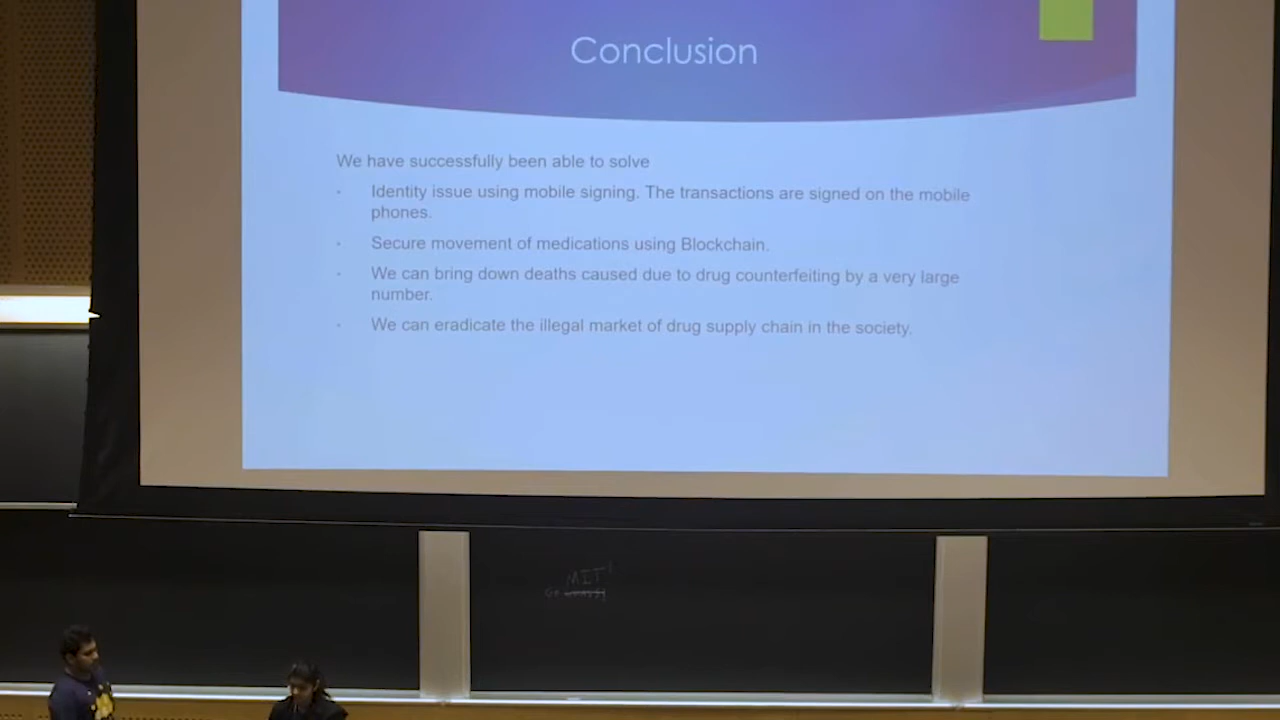 Conclusion
We have successfully been able to solve
Identity issue using mobile signing. The transactions are signed on the mobile
phones.
Secure movement of medications using Blockchain.
We can bring down deaths caused due to drug counterfeiting by a very large
number.
We can eradicate the illegal market of drug supply chain in the society.
MIT